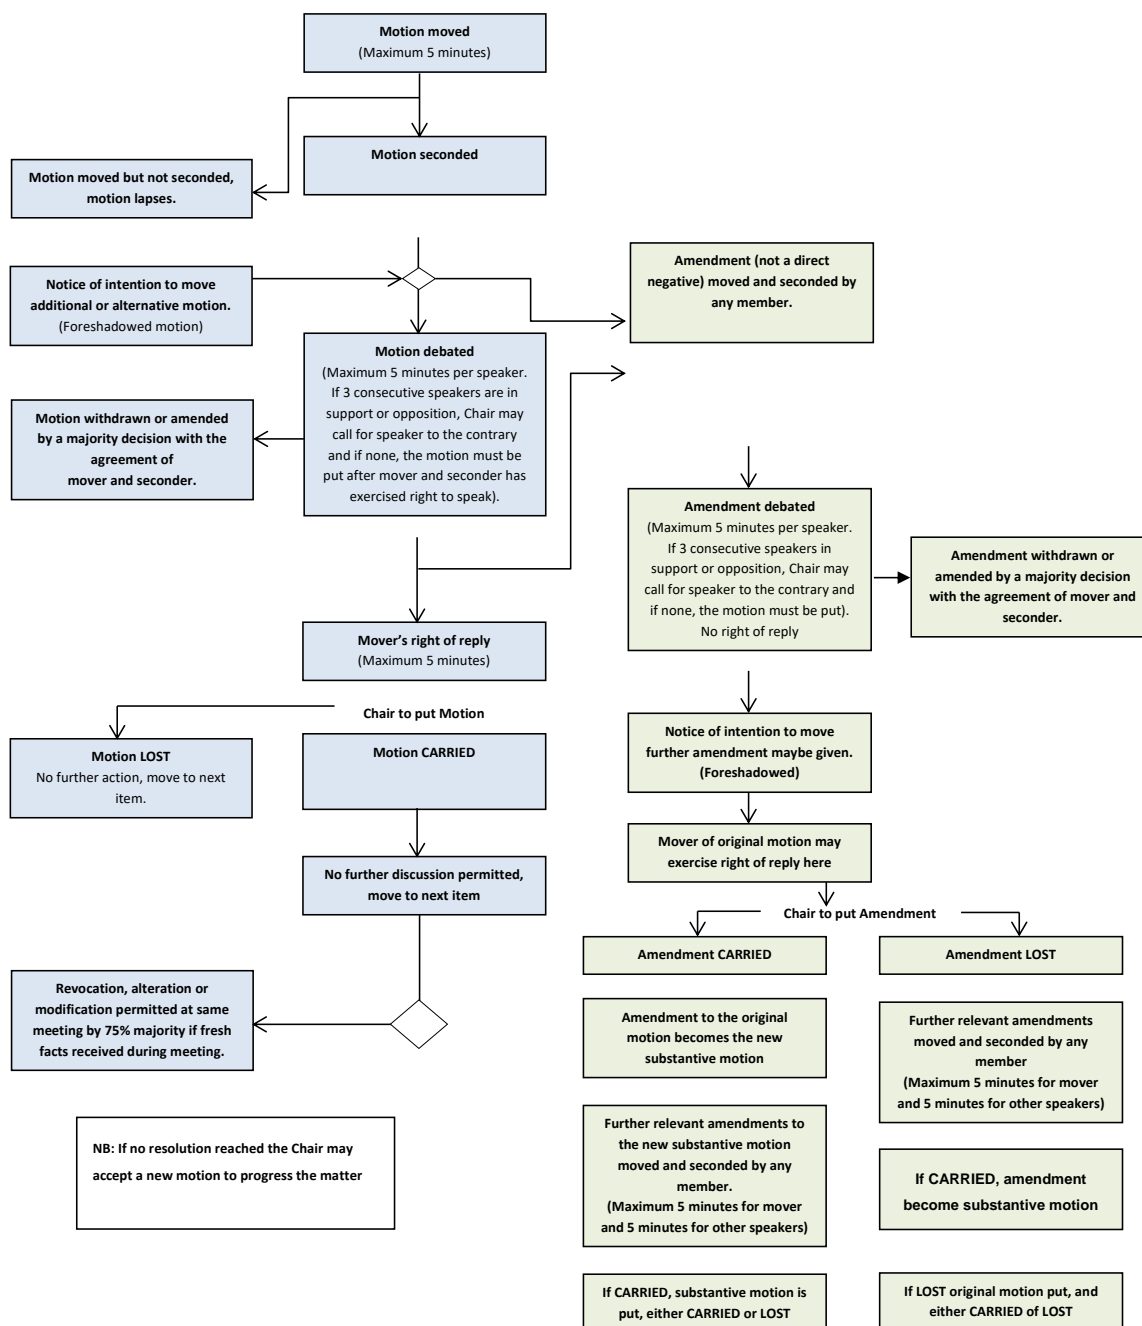 Motion moved
(Maximum 5 minutes)
Motion seconded
Motion moved but not seconded,
motion lapses.
Notice of intention to move
additional or alternative motion.
(Foreshadowed motion)
Amendment (not a direct
negative) moved and seconded by
any member.
Motion debated
(Maximum 5 minutes per speaker.
If 3 consecutive speakers are in
support or opposition, Chair may
call for speaker to the contrary
and if none, the motion must be
put after mover and seconder has
exercised right to speak).
Motion withdrawn or amended
by a majority decision with the
agreement of
mover and seconder.
Amendment debated
(Maximum 5 minutes per speaker.
If 3 consecutive speakers in
support or opposition, Chair may
call for speaker to the contrary and
if none, the motion must be put).
No right of reply
Amendment withdrawn or
amended by a majority decision
with the agreement of mover and
seconder.
Mover’s right of reply
(Maximum 5 minutes)
Chair to put Motion
Motion LOST
No further action, move to next
item.
Motion CARRIED
Notice of intention to move
further amendment maybe given.
(Foreshadowed)
Mover of original motion may
exercise right of reply here
No further discussion permitted,
move to next item
Chair to put Amendment
Amendment CARRIED
Amendment LOST
Revocation, alteration or
modification permitted at same
meeting by 75% majority if fresh
facts received during meeting.
Amendment to the original
motion becomes the new
substantive motion
Further relevant amendments
moved and seconded by any
member
(Maximum 5 minutes for mover
and 5 minutes for other speakers)
NB: If no resolution reached the Chair may
accept a new motion to progress the matter
Further relevant amendments to
the new substantive motion
moved and seconded by any
member.
(Maximum 5 minutes for mover
and 5 minutes for other speakers)
If CARRIED, amendment
become substantive motion
If CARRIED, substantive motion is
put, either CARRIED or LOST
If LOST original motion put, and
either CARRIED of LOST